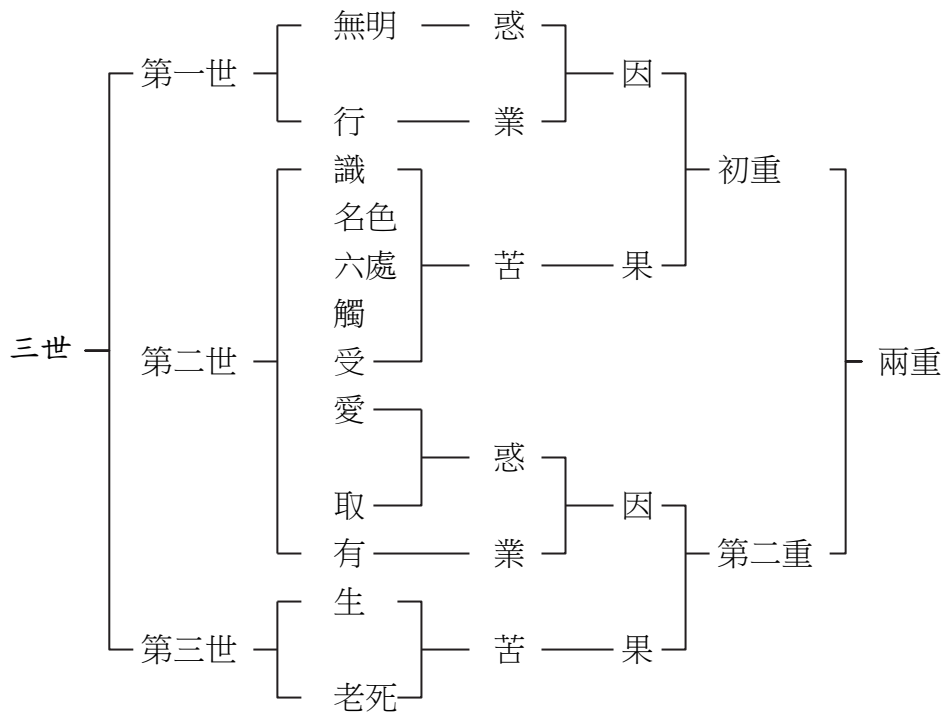 無明 惑
第一世 因
行 業
識 初重
名色
六處 苦 果
觸
三世 第二世 受 兩重
愛
惑
取 因
有 業 第二重
生
第三世 苦 果
老死